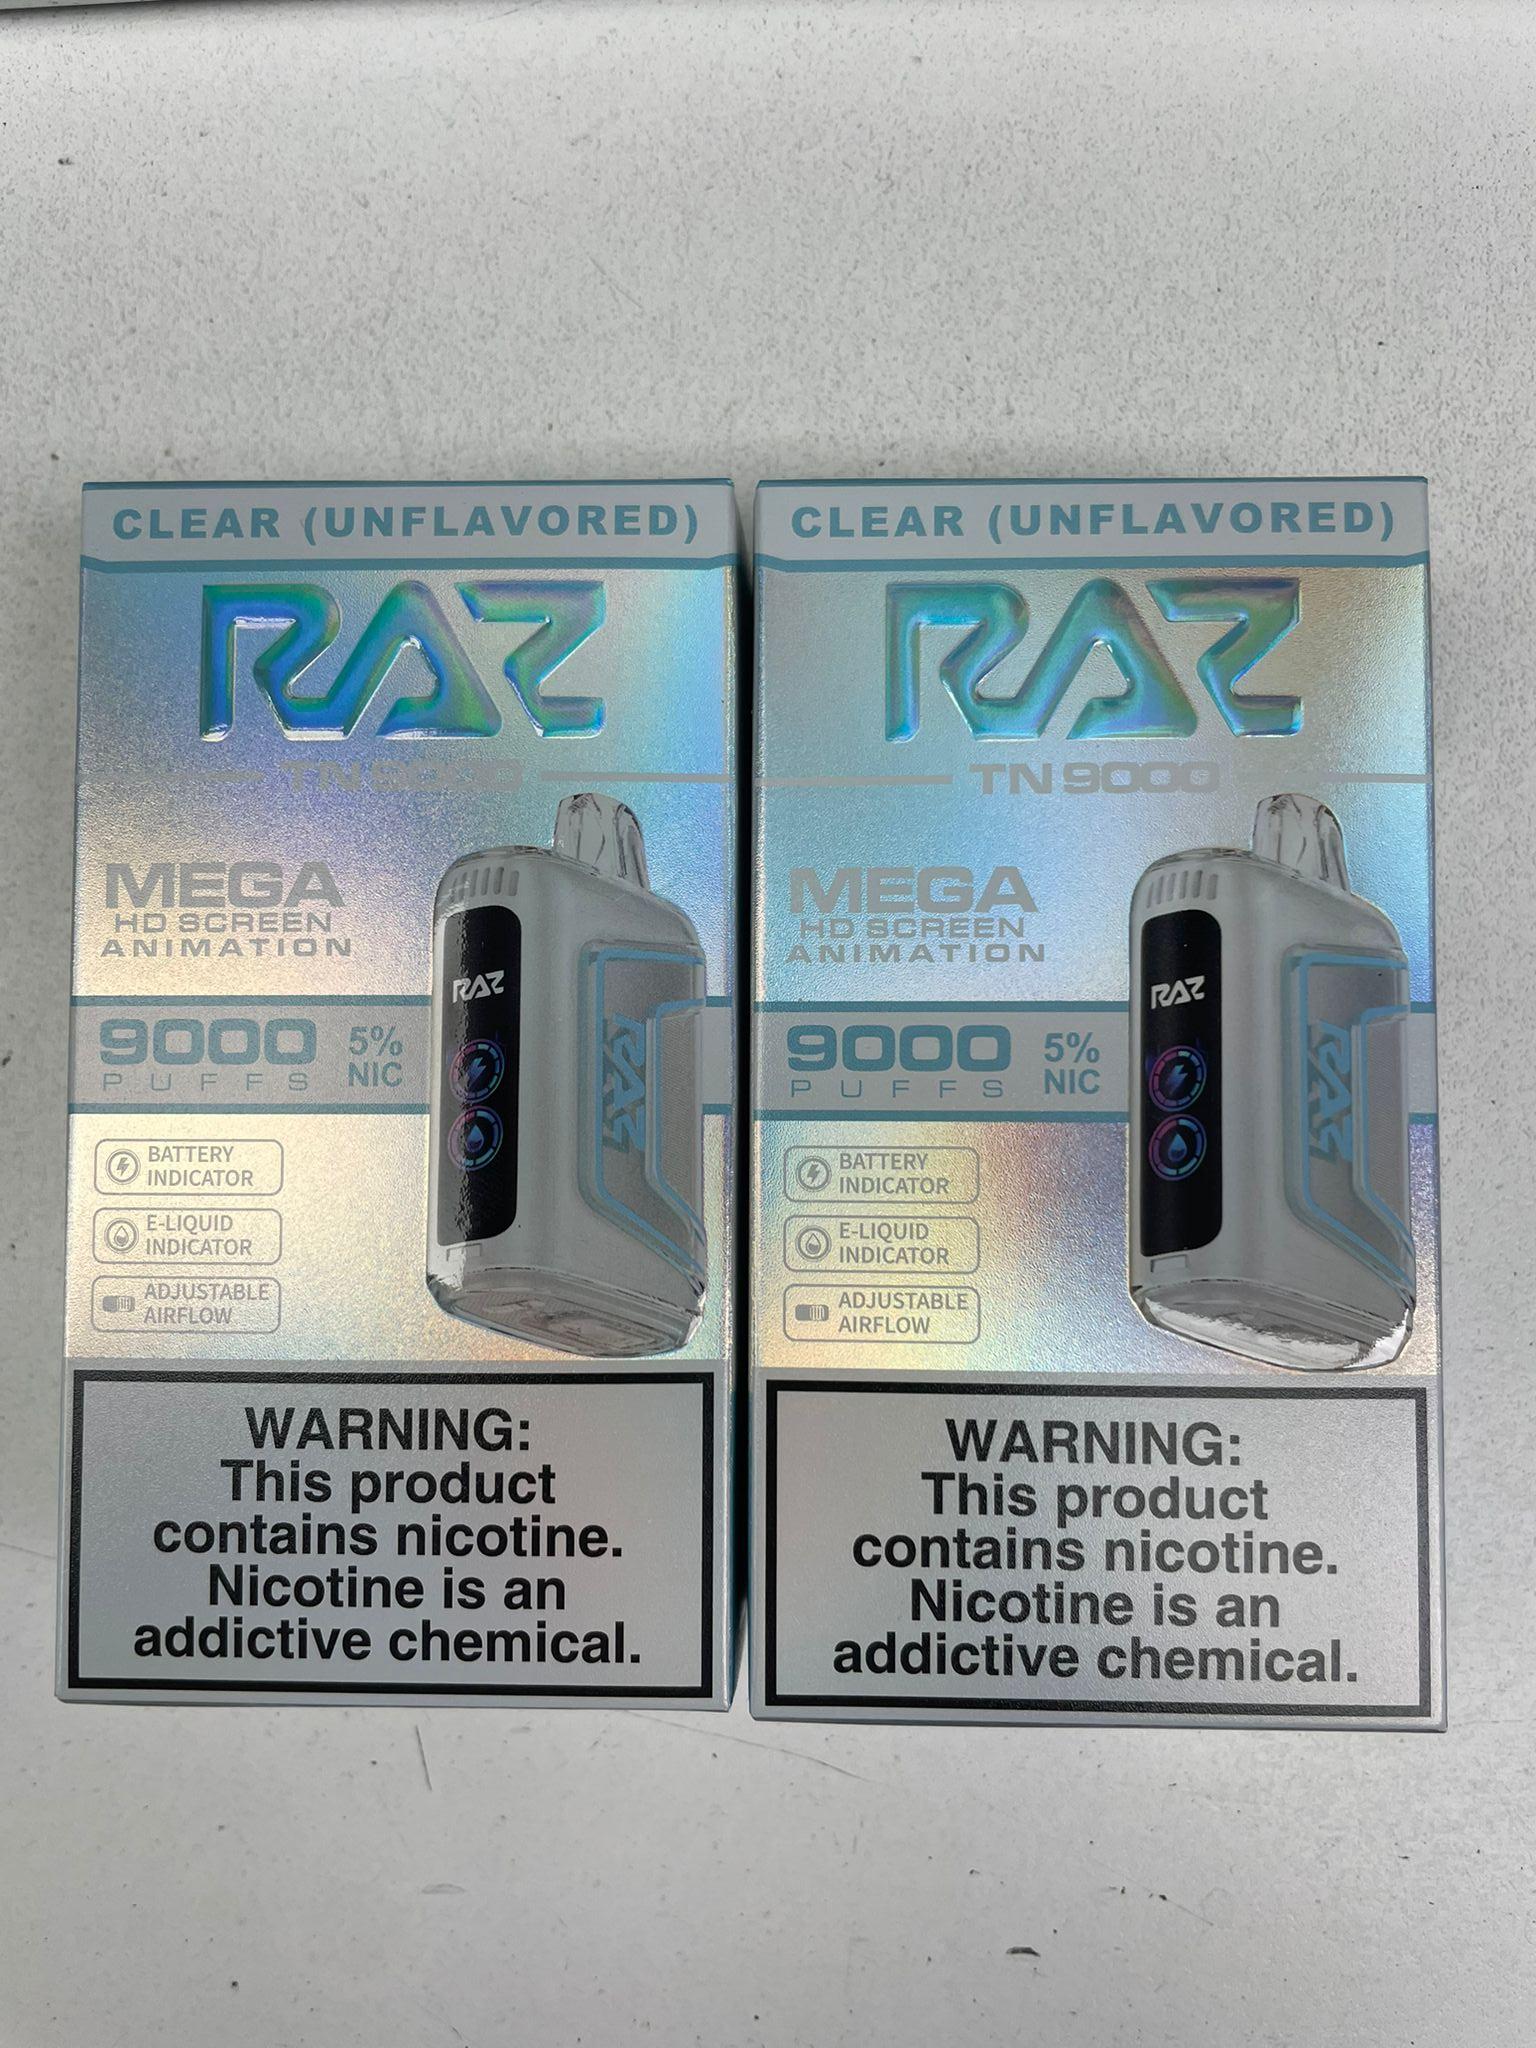 CLEAR (UNFLAVORED)
RAZ
TN 9000
MEGA
HD SCREEN
ANIMATION
9000
PUFFS
5%
NIC
BATTERY
INDICATOR
E-LIQUID
INDICATOR
ADJUSTABLE
AIRFLOW
RAZ
RAZ
WARNING:
This product
contains nicotine.
Nicotine is an
addictive chemical.
CLEAR (UNFLAVORED)
RAZ
TN 9000
MEGA
HD SCREEN
ANIMATION
9000
PUFFS
5%
NIC
BATTERY
INDICATOR
E-LIQUID
INDICATOR
ADJUSTABLE
AIRFLOW
RAZ
RAZ
WARNING:
This product
contains nicotine.
Nicotine is an
addictive chemical.